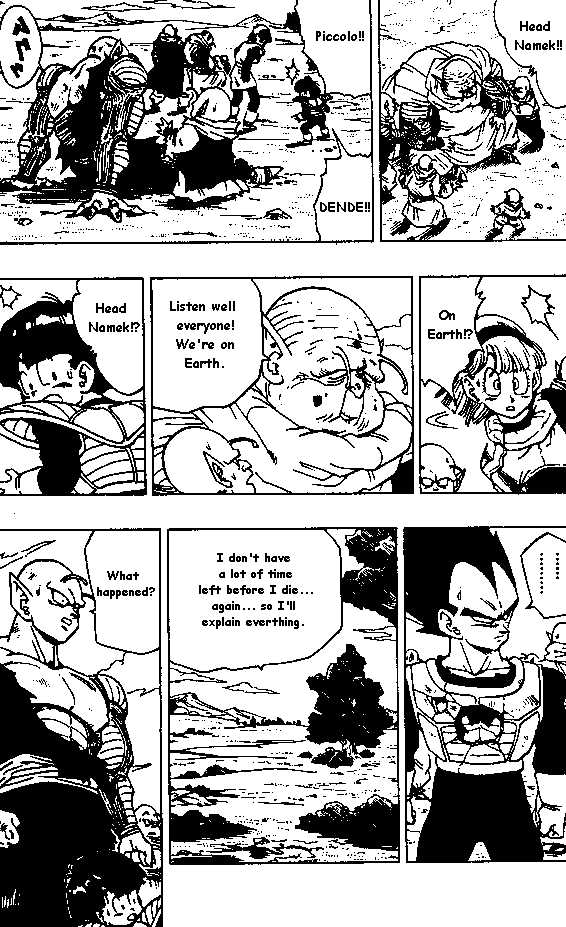 Piccolo!!
DENDE!!
Head
Namek!!
Head
Namek!?
Listen well
everyone!
We're on
Earth.
On
Earth!?
What
happened?
I don't have
a lot of time
left before I die...
again... so I'll
explain everthing.